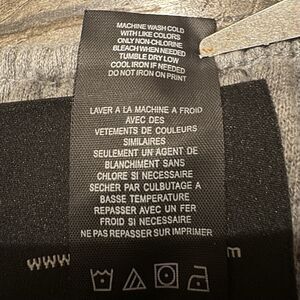 MACHINE WASH COLD
WITH LIKE COLORS
ONLY NON-CHLORINE
BLEACH WHEN NEEDED
TUMBLE DRY LOW
COOL IRON IF NEEDED
DO NOT IRON ON PRINT
LAVER A LA MACHINE A FROID
AVEC DES
VETEMENTS DE COULEURS
SIMILAIRES
SEULEMENT UN AGENT DE
BLANCHIMENT SANS
CHLORE SI NECESSAIRE
SECHER PAR CULBUTAGE A
BASSE TEMPERATURE
REPASSER AVEC UN FER
FROID SI NECESSAIRE
NE PAS REPASSER SUR IMPRIMER
www
m